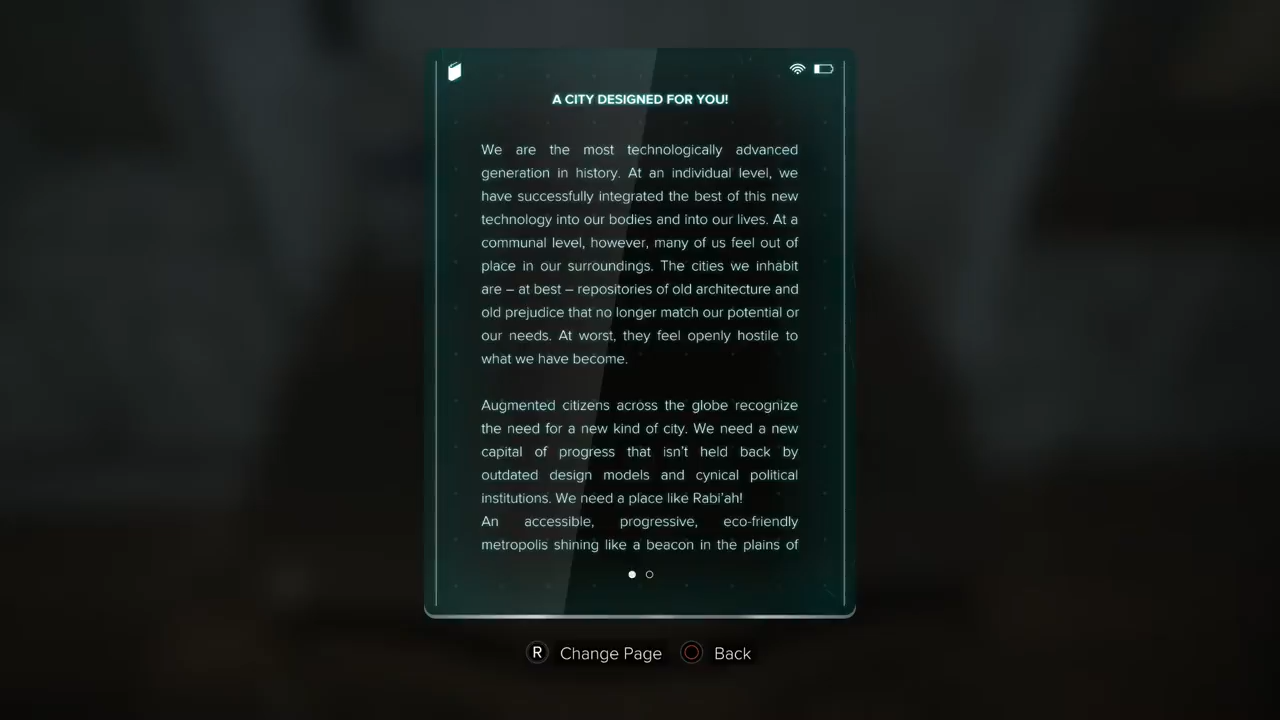 A CITY DESIGNED FOR YOU!
We are the most technologically advanced
generation in history. At an individual level, we
have successfully integrated the best of this new
technology into our bodies and into our lives. At a
communal level, however, many of us feel out of
place in our surroundings. The cities we inhabit
are – at best – repositories of old architecture and
old prejudice that no longer match our potential or
our needs. At worst, they feel openly hostile to
what we have become.
Augmented citizens across the globe recognize
the need for a new kind of city. We need a new
capital of progress that isn't held back by
outdated design models and cynical political
institutions. We need a place like Rabi'ah!
An accessible, progressive, eco-friendly
metropolis shining like a beacon in the plains of
R Change Page Back